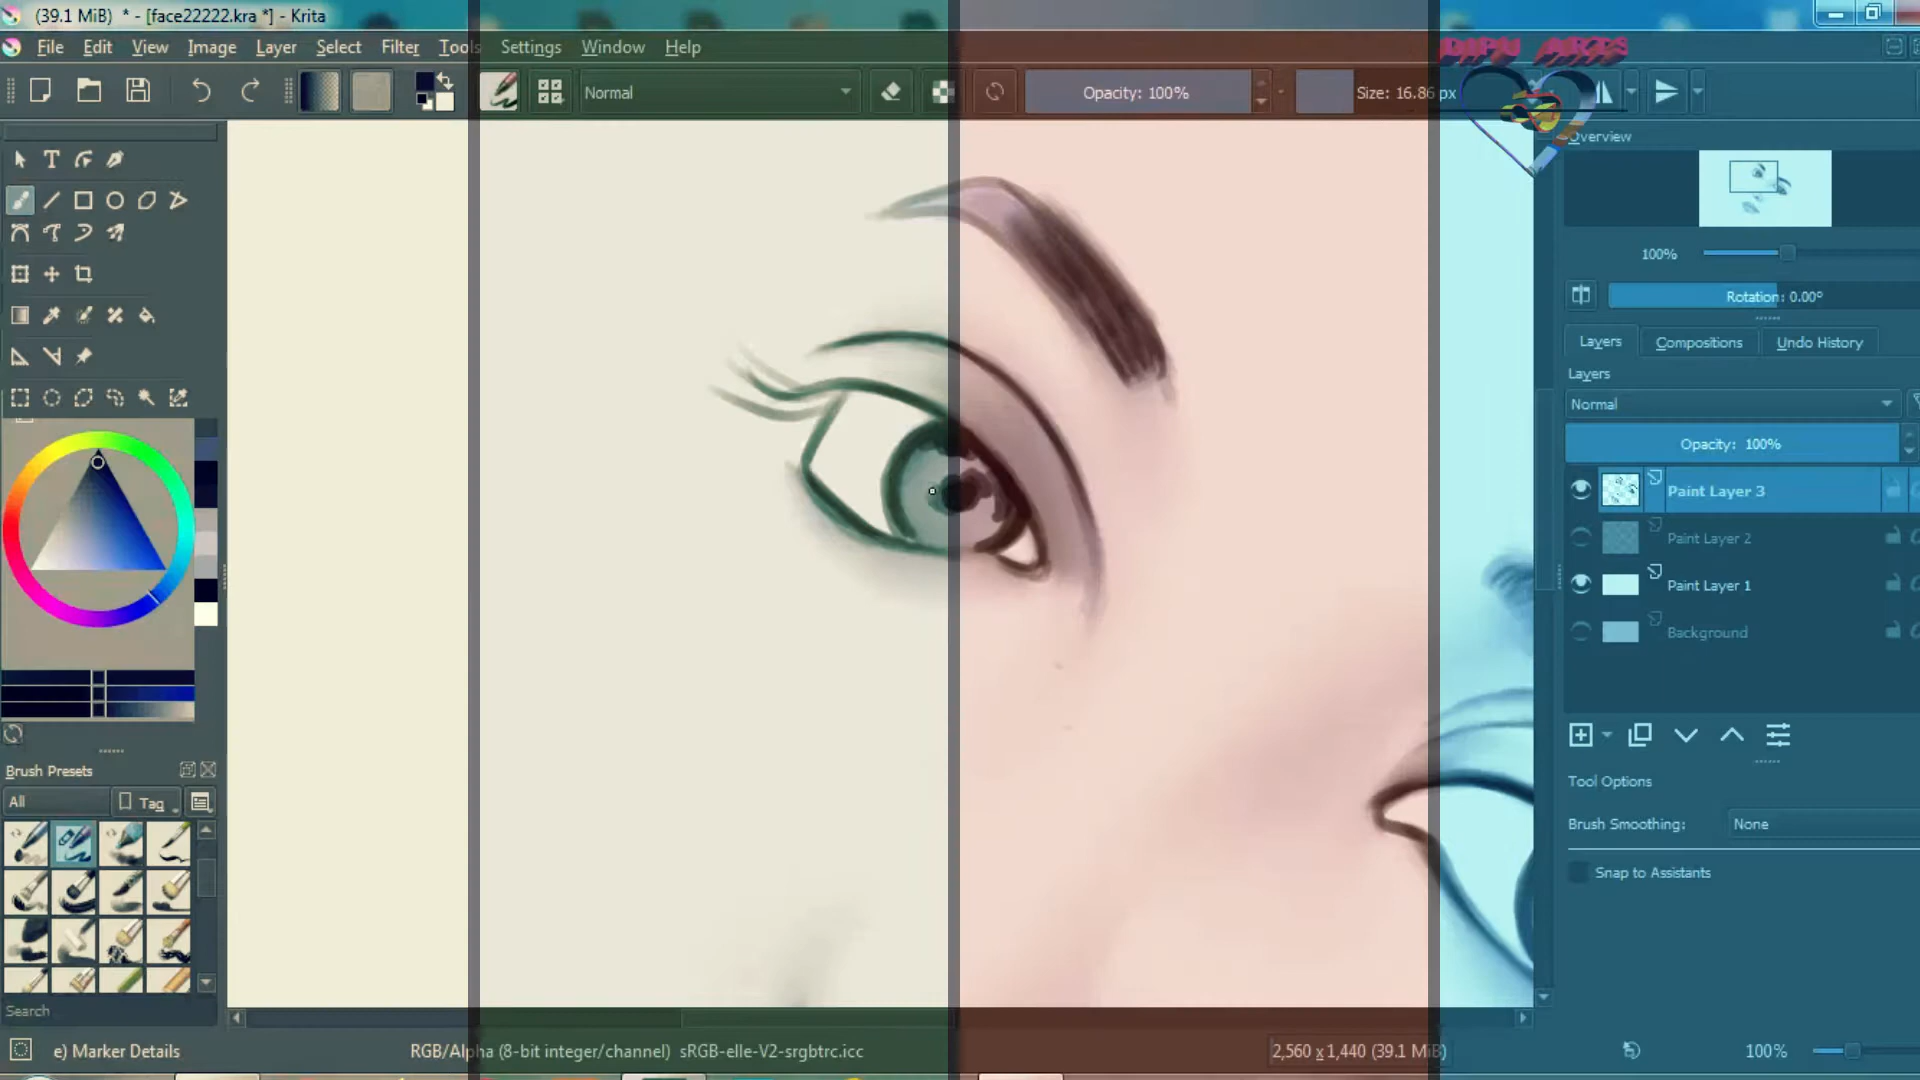 (39.1 MiB) * - [face22222.kra *] - Krita
File Edit View Image Layer Select Filter Tools Settings Window Help
DIPU ARTS
Normal
Opacity: 100%
Size: 16.86 px
Overview
100%
Rotation: 0.00°
Layers Compositions Undo History
Layers
Normal
Opacity: 100%
Paint Layer 3
Paint Layer 2
Paint Layer 1
Background
Brush Presets
All
Tag
Search
Tool Options
Brush Smoothing: None
Snap to Assistants
e) Marker Details
RGB/Alpha (8-bit integer/channel) sRGB-elle-V2-srgbtrc.icc
2,560 x 1,440 (39.1 MiB)
100%